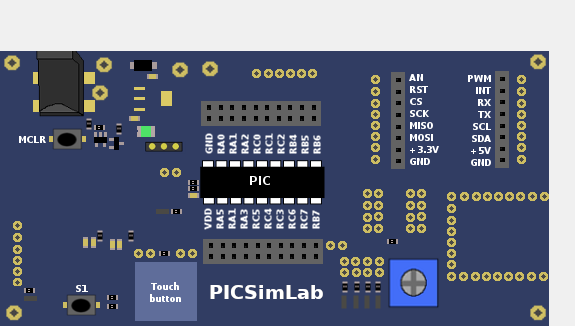 AN
RST
CS
SCK
MISO
MOSI
+3.3V
GND
PWM
INT
RX
TX
SCL
SDA
+5V
GND
MCLR
GND RA0 RA1 RA2 RC0 RC1 RC2 RB4 RB5 RB6
PIC
VDD RA5 RA1 RA3 RC5 RC4 RC3 RC6 RC7 RB7
S1
Touch
button
PICSimLab